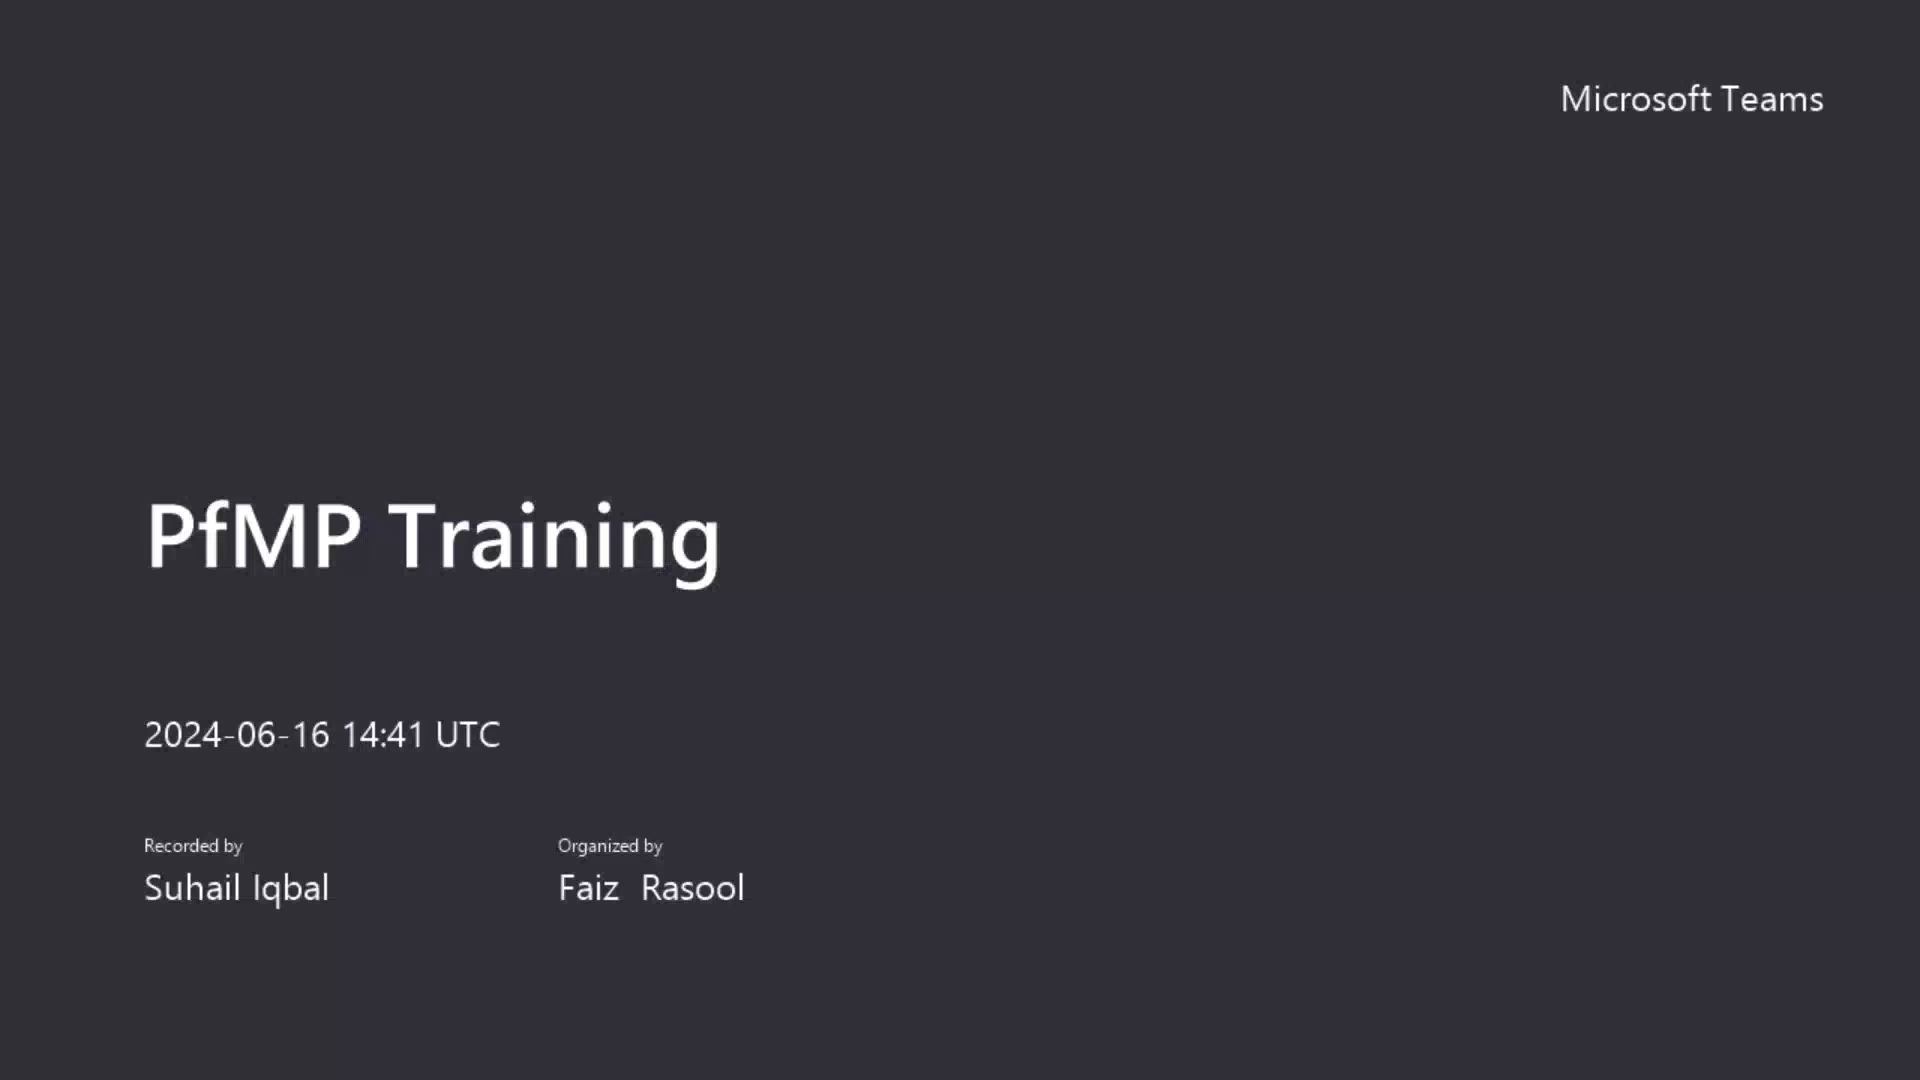 Microsoft Teams
PfMP Training
2024-06-16 14:41 UTC
Recorded by
Suhail Iqbal
Organized by
Faiz  Rasool